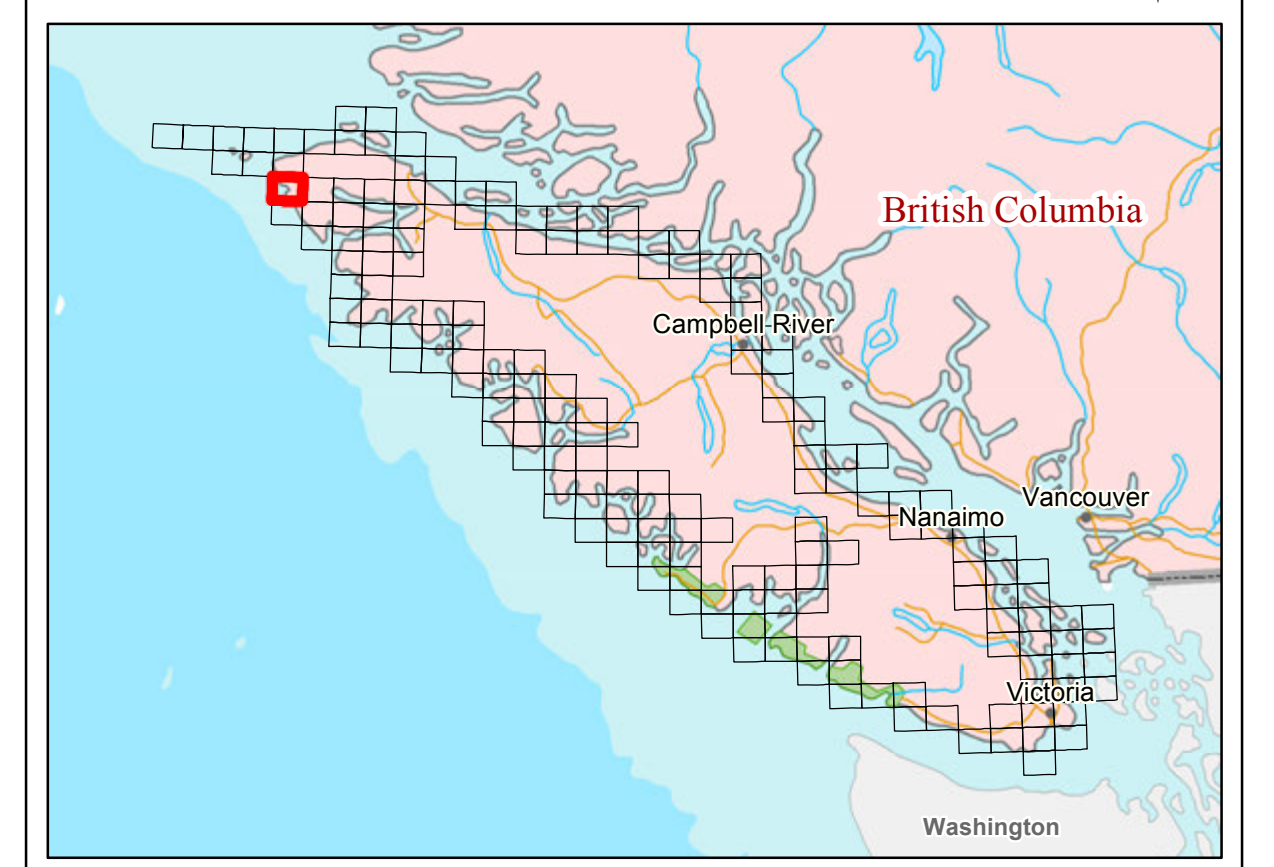 British Columbia
Campbell River
Vancouver
Nanaimo
Victoria
Washington